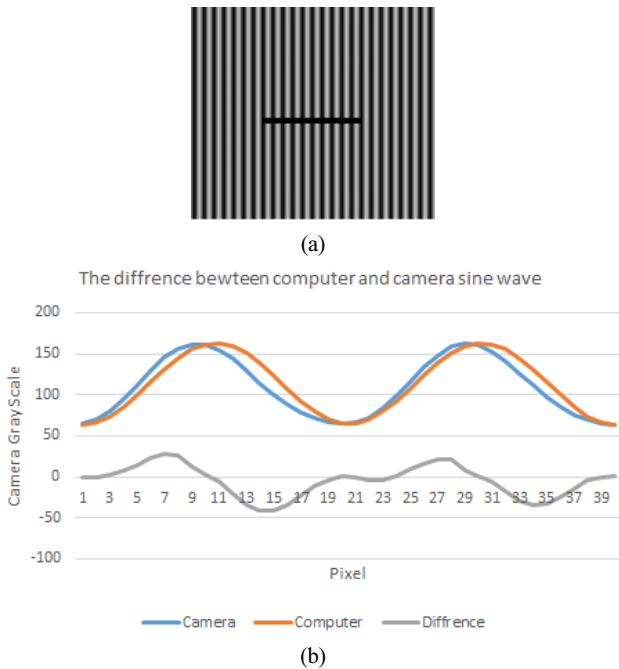 (a)
The diffrence bewteen computer and camera sine wave
200
150
100
50
0
-50
-100
Camera GrayScale
1 3 5 7 9 11 13 15 17 19 21 23 25 27 29 31 33 35 37 39
Pixel
Camera Computer Diffrence
(b)